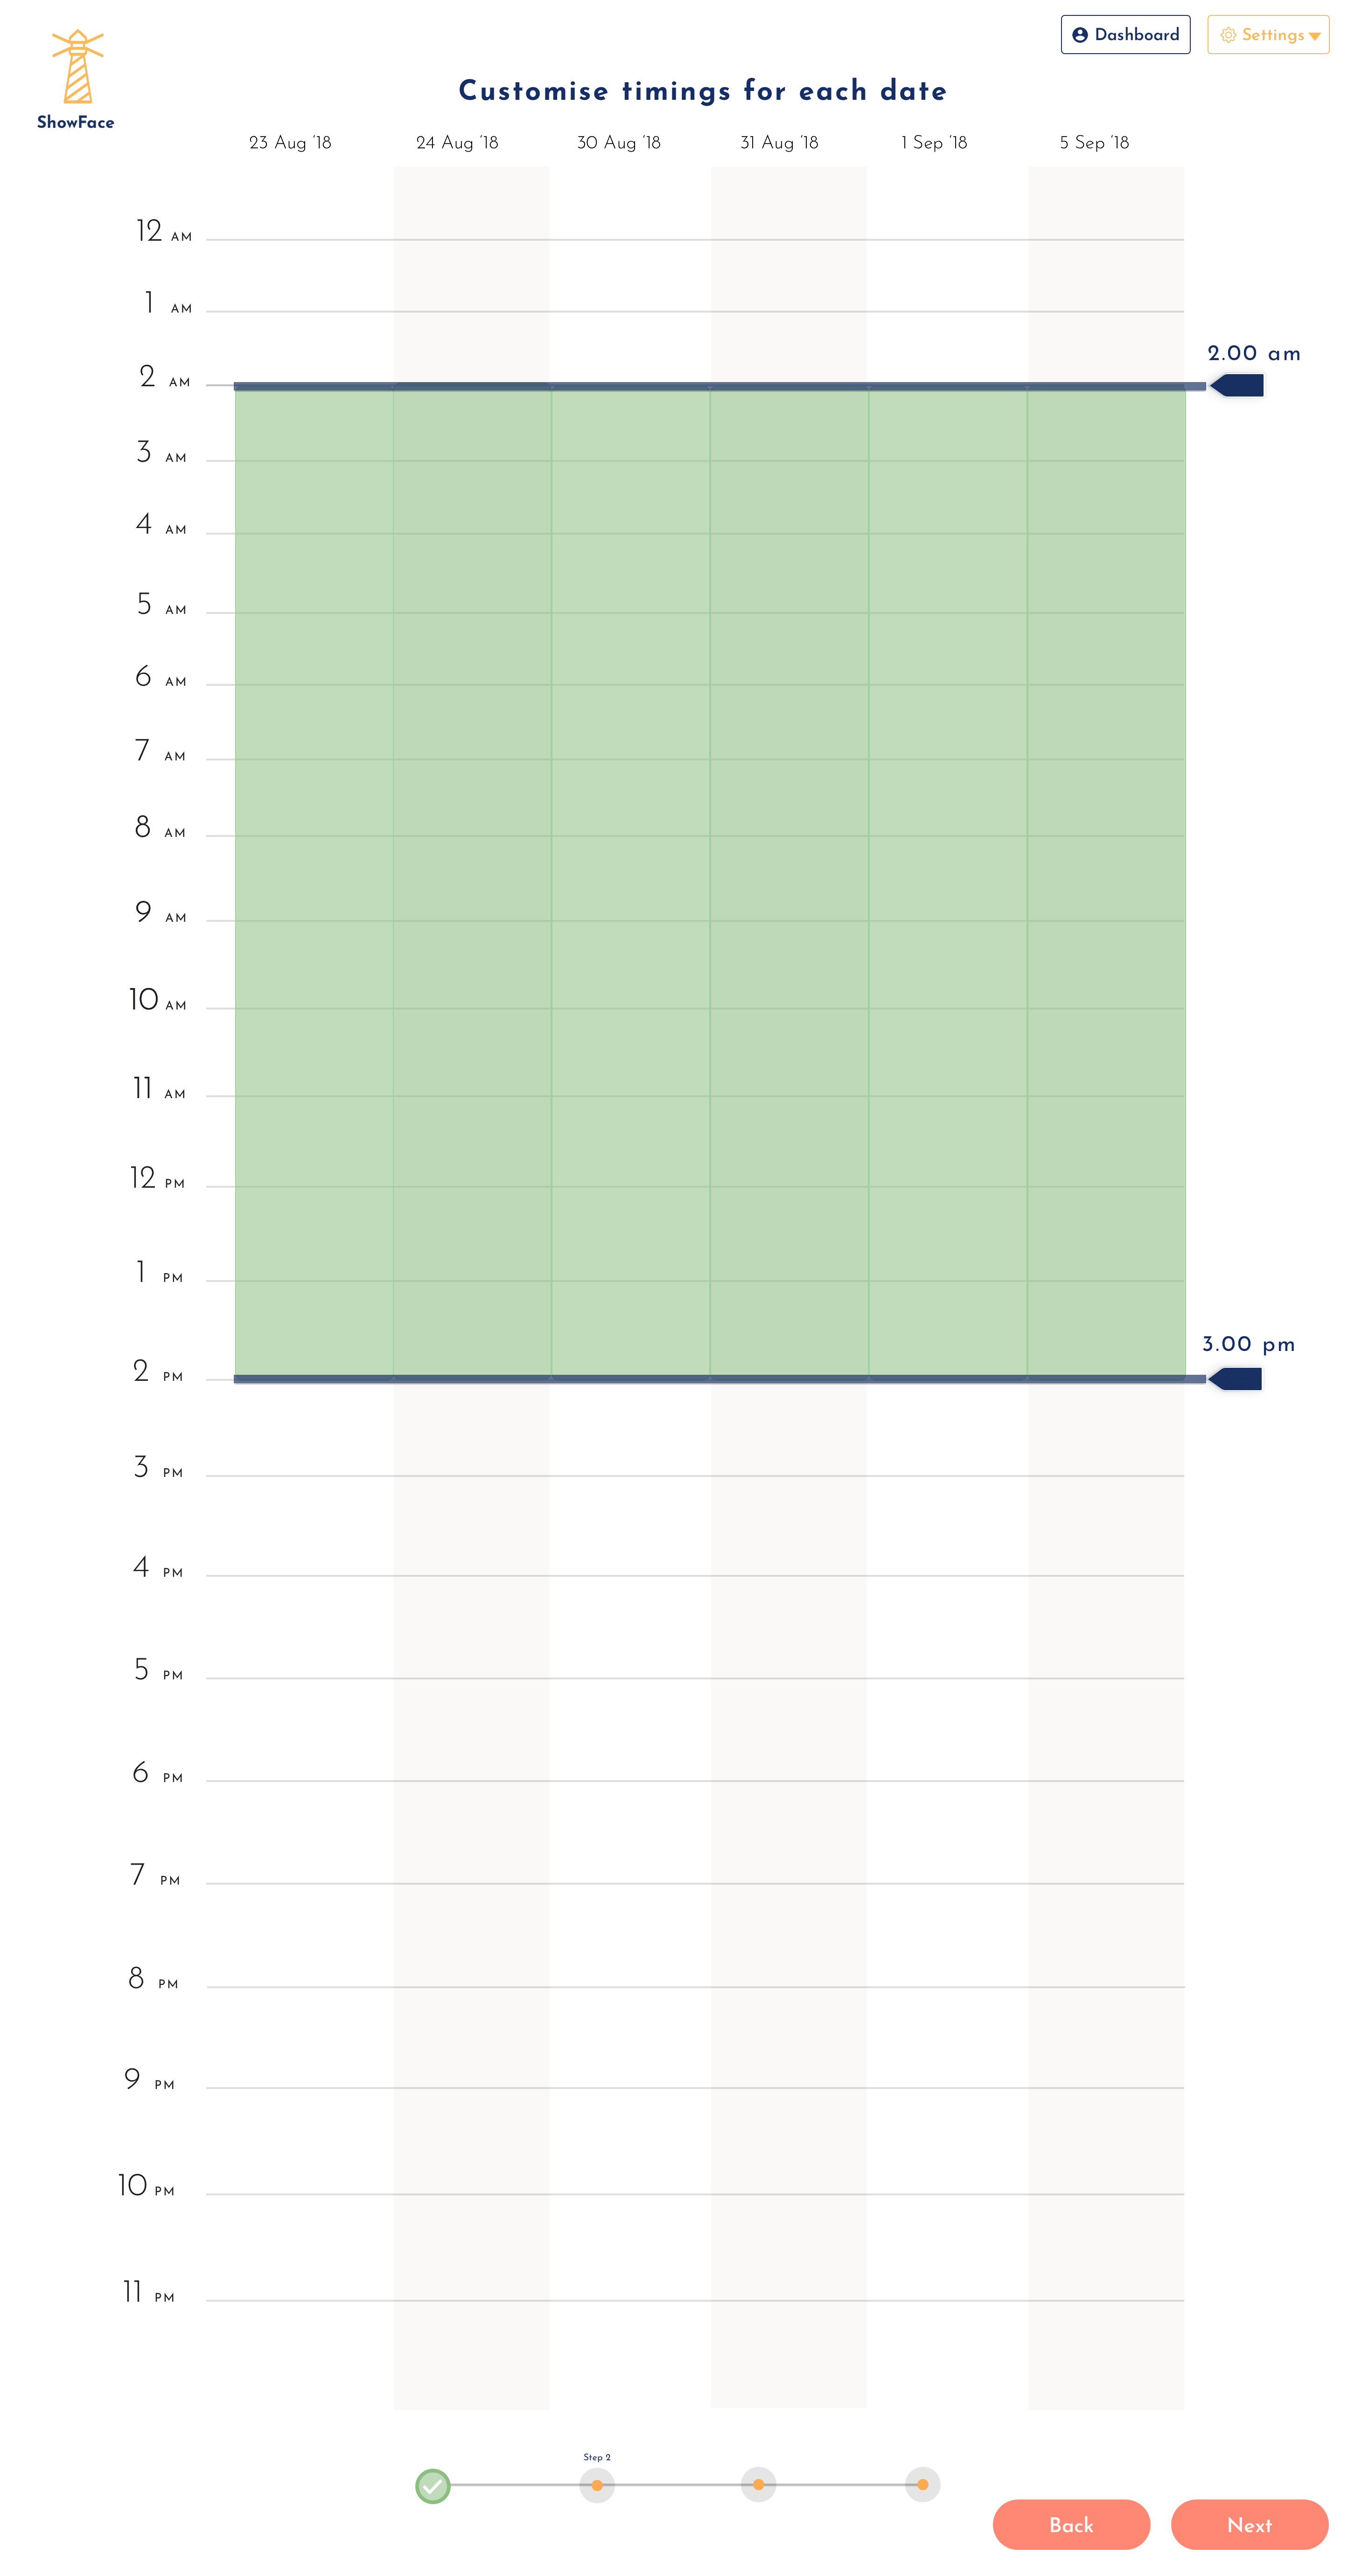 Dashboard
Settings
ShowFace
Customise timings for each date
23 Aug '18 24 Aug '18 30 Aug '18 31 Aug '18 1 Sep '18 5 Sep '18
12 AM
1 AM
2.00 am
2 AM
3 AM
4 AM
5 AM
6 AM
7 AM
8 AM
9 AM
10 AM
11 AM
12 PM
1 PM
3.00 pm
2 PM
3 PM
4 PM
5 PM
6 PM
7 PM
8 PM
9 PM
10 PM
11 PM
Step 2
Back Next